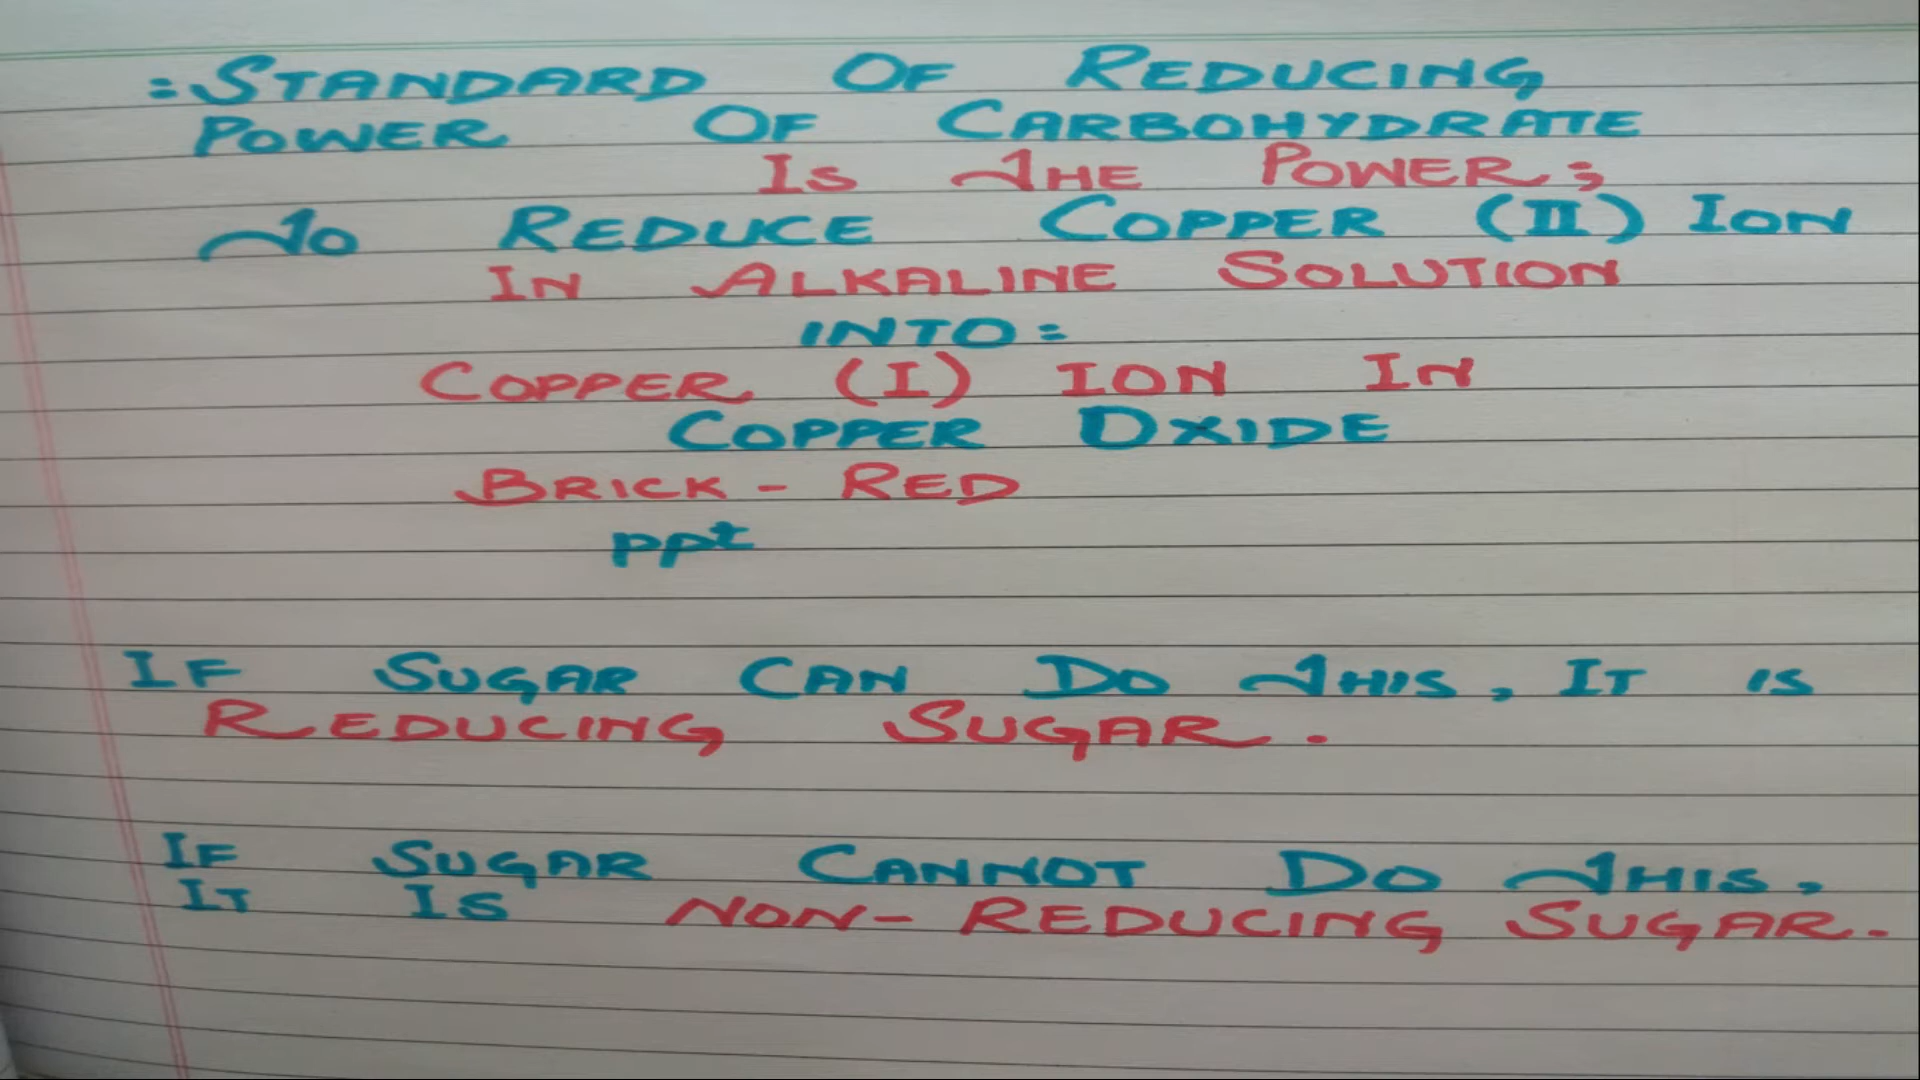 :STANDARD OF REDUCING
POWER OF CARBOHYDRATE
IS THE POWER;
TO REDUCE COPPER (II) ION
IN ALKALINE SOLUTION
INTO:
COPPER (I) ION IN
COPPER OXIDE
BRICK-RED
ppt
IF SUGAR CAN DO THIS, IT IS
REDUCING SUGAR.
IF SUGAR CANNOT DO THIS,
IT IS NON-REDUCING SUGAR.